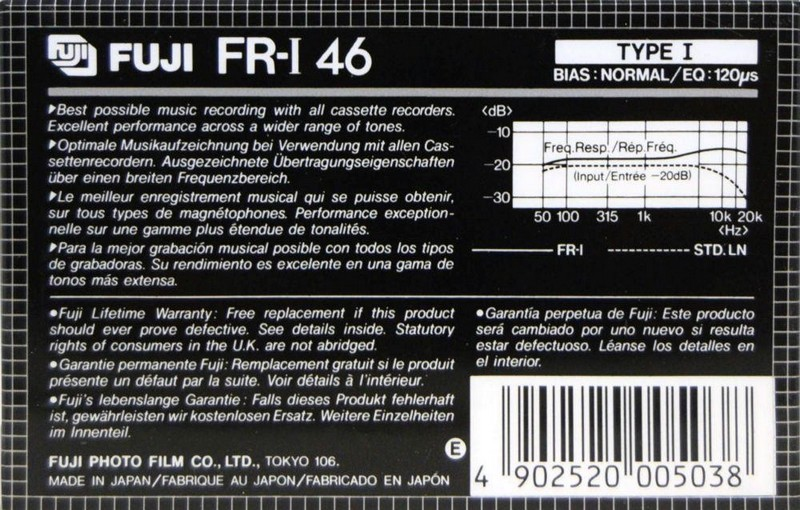 Fuji FUJI FR-I 46
TYPE I
BIAS : NORMAL/EQ : 120μs
▶Best possible music recording with all cassette recorders.
Excellent performance across a wider range of tones.
▶Optimale Musikaufzeichnung bei Verwendung mit allen Cas-
settenrecordern. Ausgezeichnete Übertragungseigenschaften
über einen breiten Frequenzbereich.
▶Le meilleur enregistrement musical qui se puisse obtenir,
sur tous types de magnétophones. Performance exception-
nelle sur une gamme plus étendue de tonalités.
▶Para la mejor grabación musical posible con todos los tipos
de grabadoras. Su rendimiento es excelente en una gama de
tonos más extensa.
<dB>
-10
Freq.Resp./Rép.Fréq.
-20
(Input/Entrée -20dB)
-30
50 100 315 1k 10k 20k
<Hz>
FR-I STD.LN
●Fuji Lifetime Warranty: Free replacement if this product
should ever prove defective. See details inside. Statutory
rights of consumers in the U.K. are not abridged.
●Garantie permanente Fuji: Remplacement gratuit si le produit
présente un défaut par la suite. Voir détails à l'intérieur.
●Fuji's lebenslange Garantie : Falls dieses Produkt fehlerhaft
ist, gewährleisten wir kostenlosen Ersatz. Weitere Einzelheiten
im Innenteil.
●Garantía perpetua de Fuji: Este producto
será cambiado por uno nuevo si resulta
estar defectuoso. Léanse los detalles en
el interior.
FUJI PHOTO FILM CO., LTD., TOKYO 106.
MADE IN JAPAN/FABRIQUE AU JAPON/FABRICADO EN JAPÓN
E
4 902520 005038